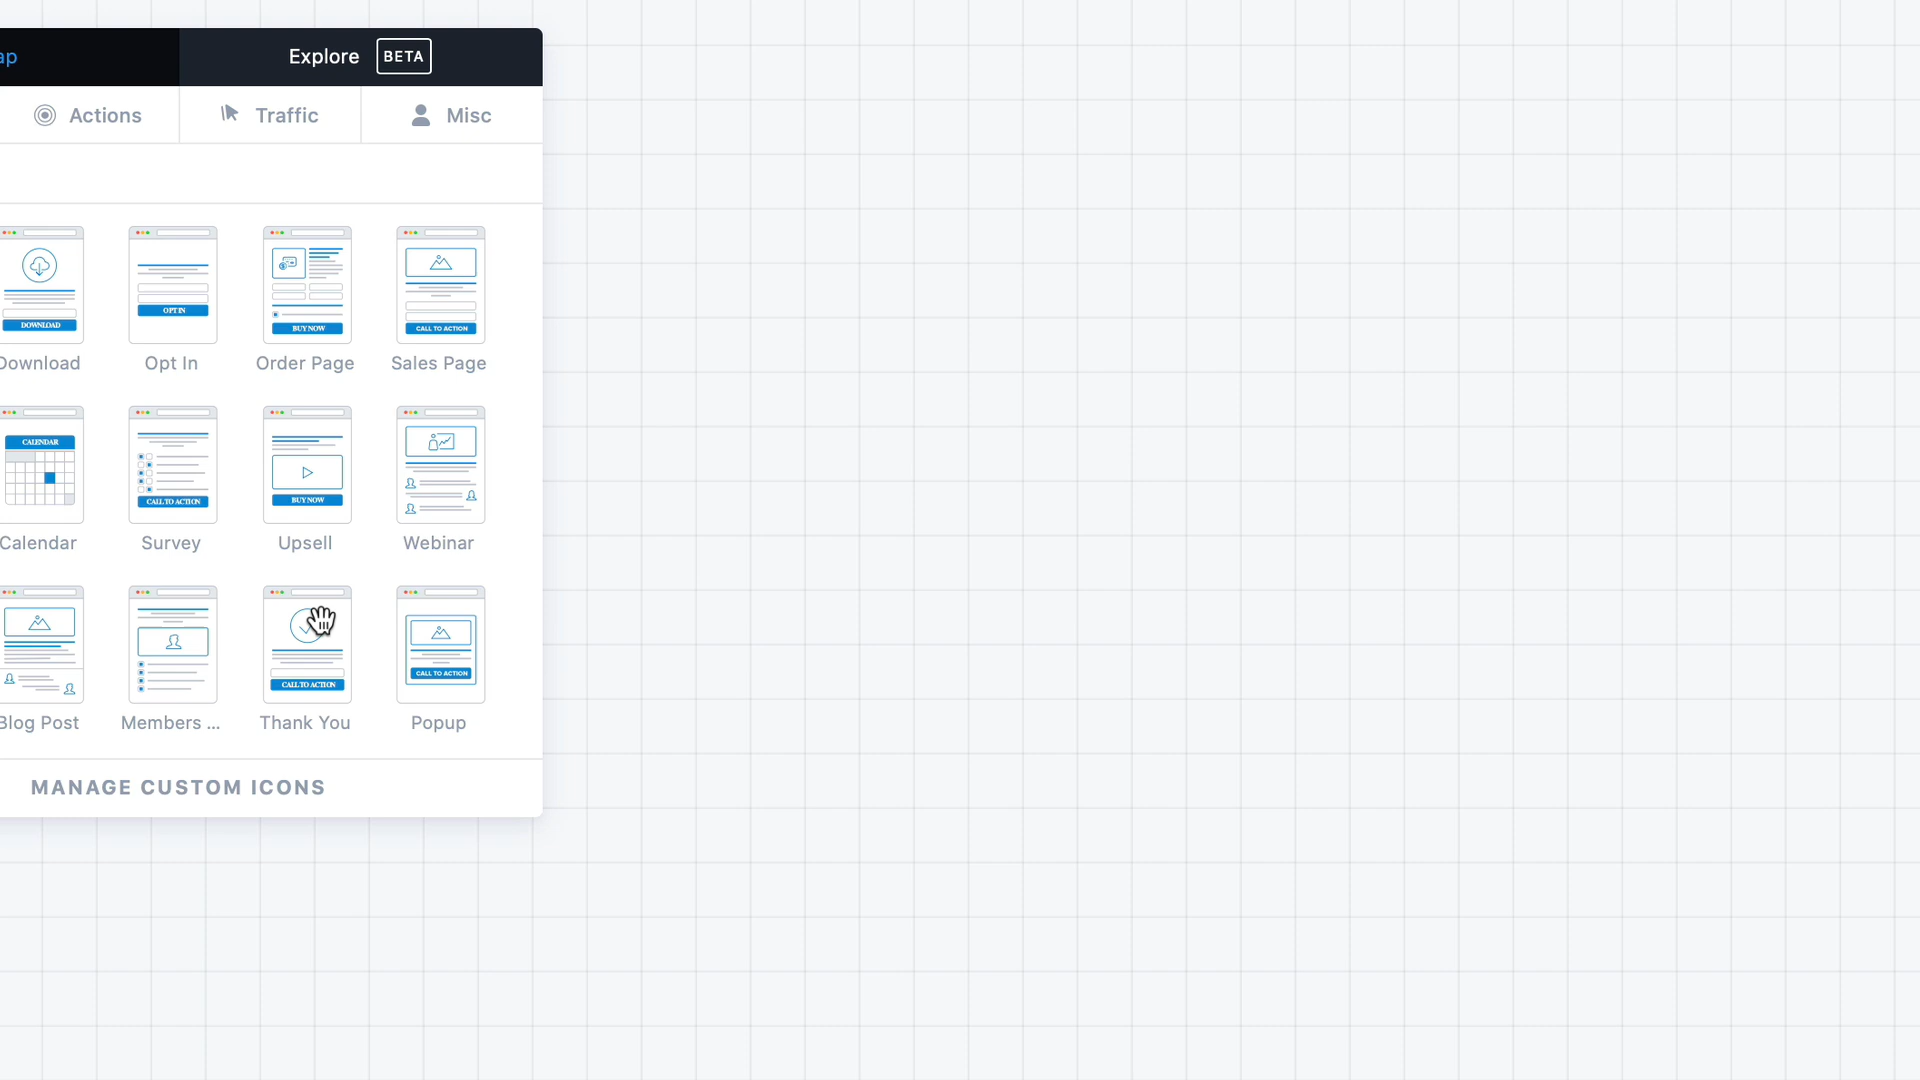 ap
Explore BETA
Actions Traffic Misc
DOWNLOAD OPT IN BUY NOW CALL TO ACTION
Download Opt In Order Page Sales Page
CALENDAR CALL TO ACTION BUY NOW
Calendar Survey Upsell Webinar
CALL TO ACTION CALL TO ACTION
Blog Post Members ... Thank You Popup
MANAGE CUSTOM ICONS